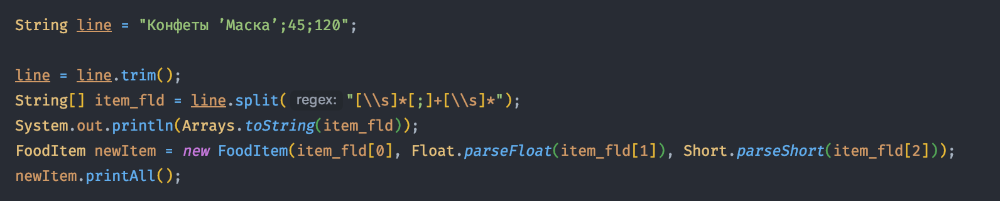 String line = "Конфеты ’Маска’;45;120";
line = line.trim();
String[] item_fld = line.split( regex: "[\\s]*[;]+[\\s]*");
System.out.println(Arrays.toString(item_fld));
FoodItem newItem = new FoodItem(item_fld[0], Float.parseFloat(item_fld[1]), Short.parseShort(item_fld[2]));
newItem.printAll();